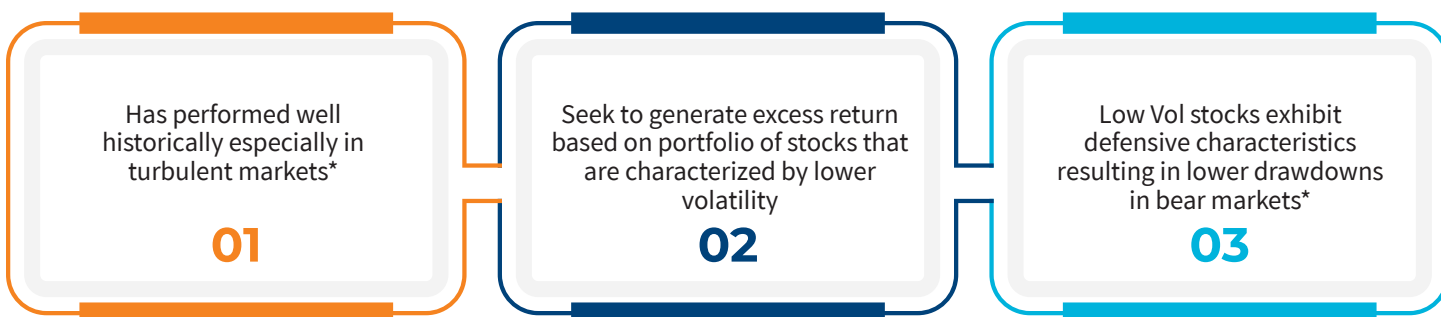 Has performed well
historically especially in
turbulent markets*
01
Seek to generate excess return
based on portfolio of stocks that
are characterized by lower
volatility
02
Low Vol stocks exhibit
defensive characteristics
resulting in lower drawdowns
in bear markets*
03